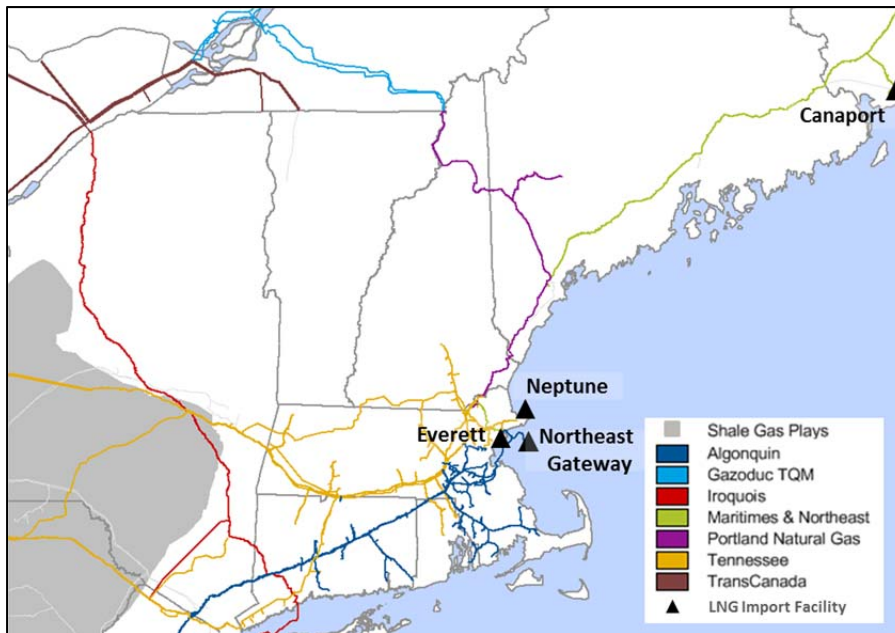 Canaport
Neptune
Everett
Northeast
Gateway
Shale Gas Plays
Algonquin
Gazoduc TQM
Iroquois
Maritimes & Northeast
Portland Natural Gas
Tennessee
TransCanada
LNG Import Facility